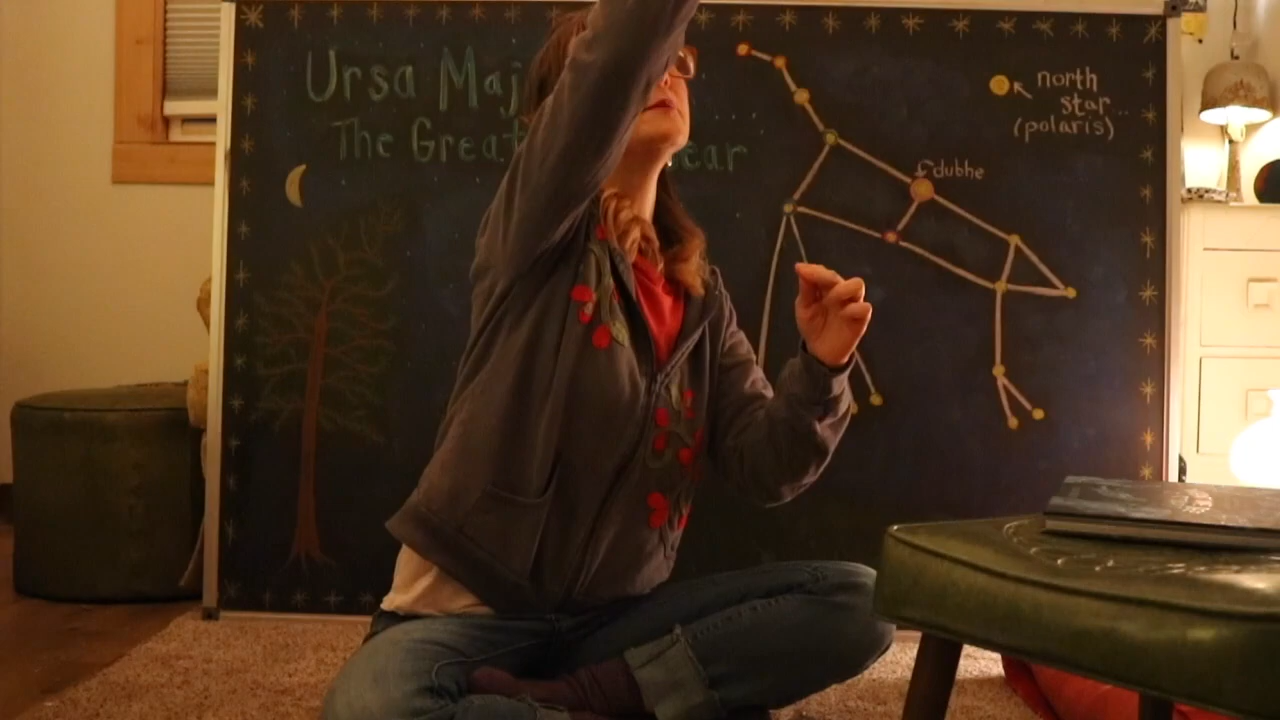 Ursa Maj
The Great ear
north
star...
(polaris)
dubhe